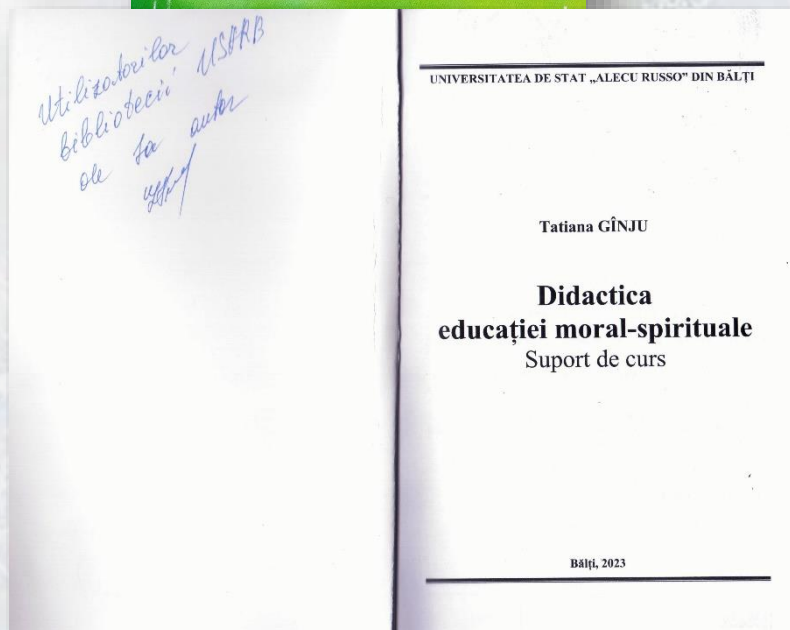 Utilizatorilor
bibliotecii USARB
de la autor
UNIVERSITATEA DE STAT „ALECU RUSSO” DIN BĂLȚI
Tatiana GÎNJU
Didactica
educației moral-spirituale
Suport de curs
Bălți, 2023